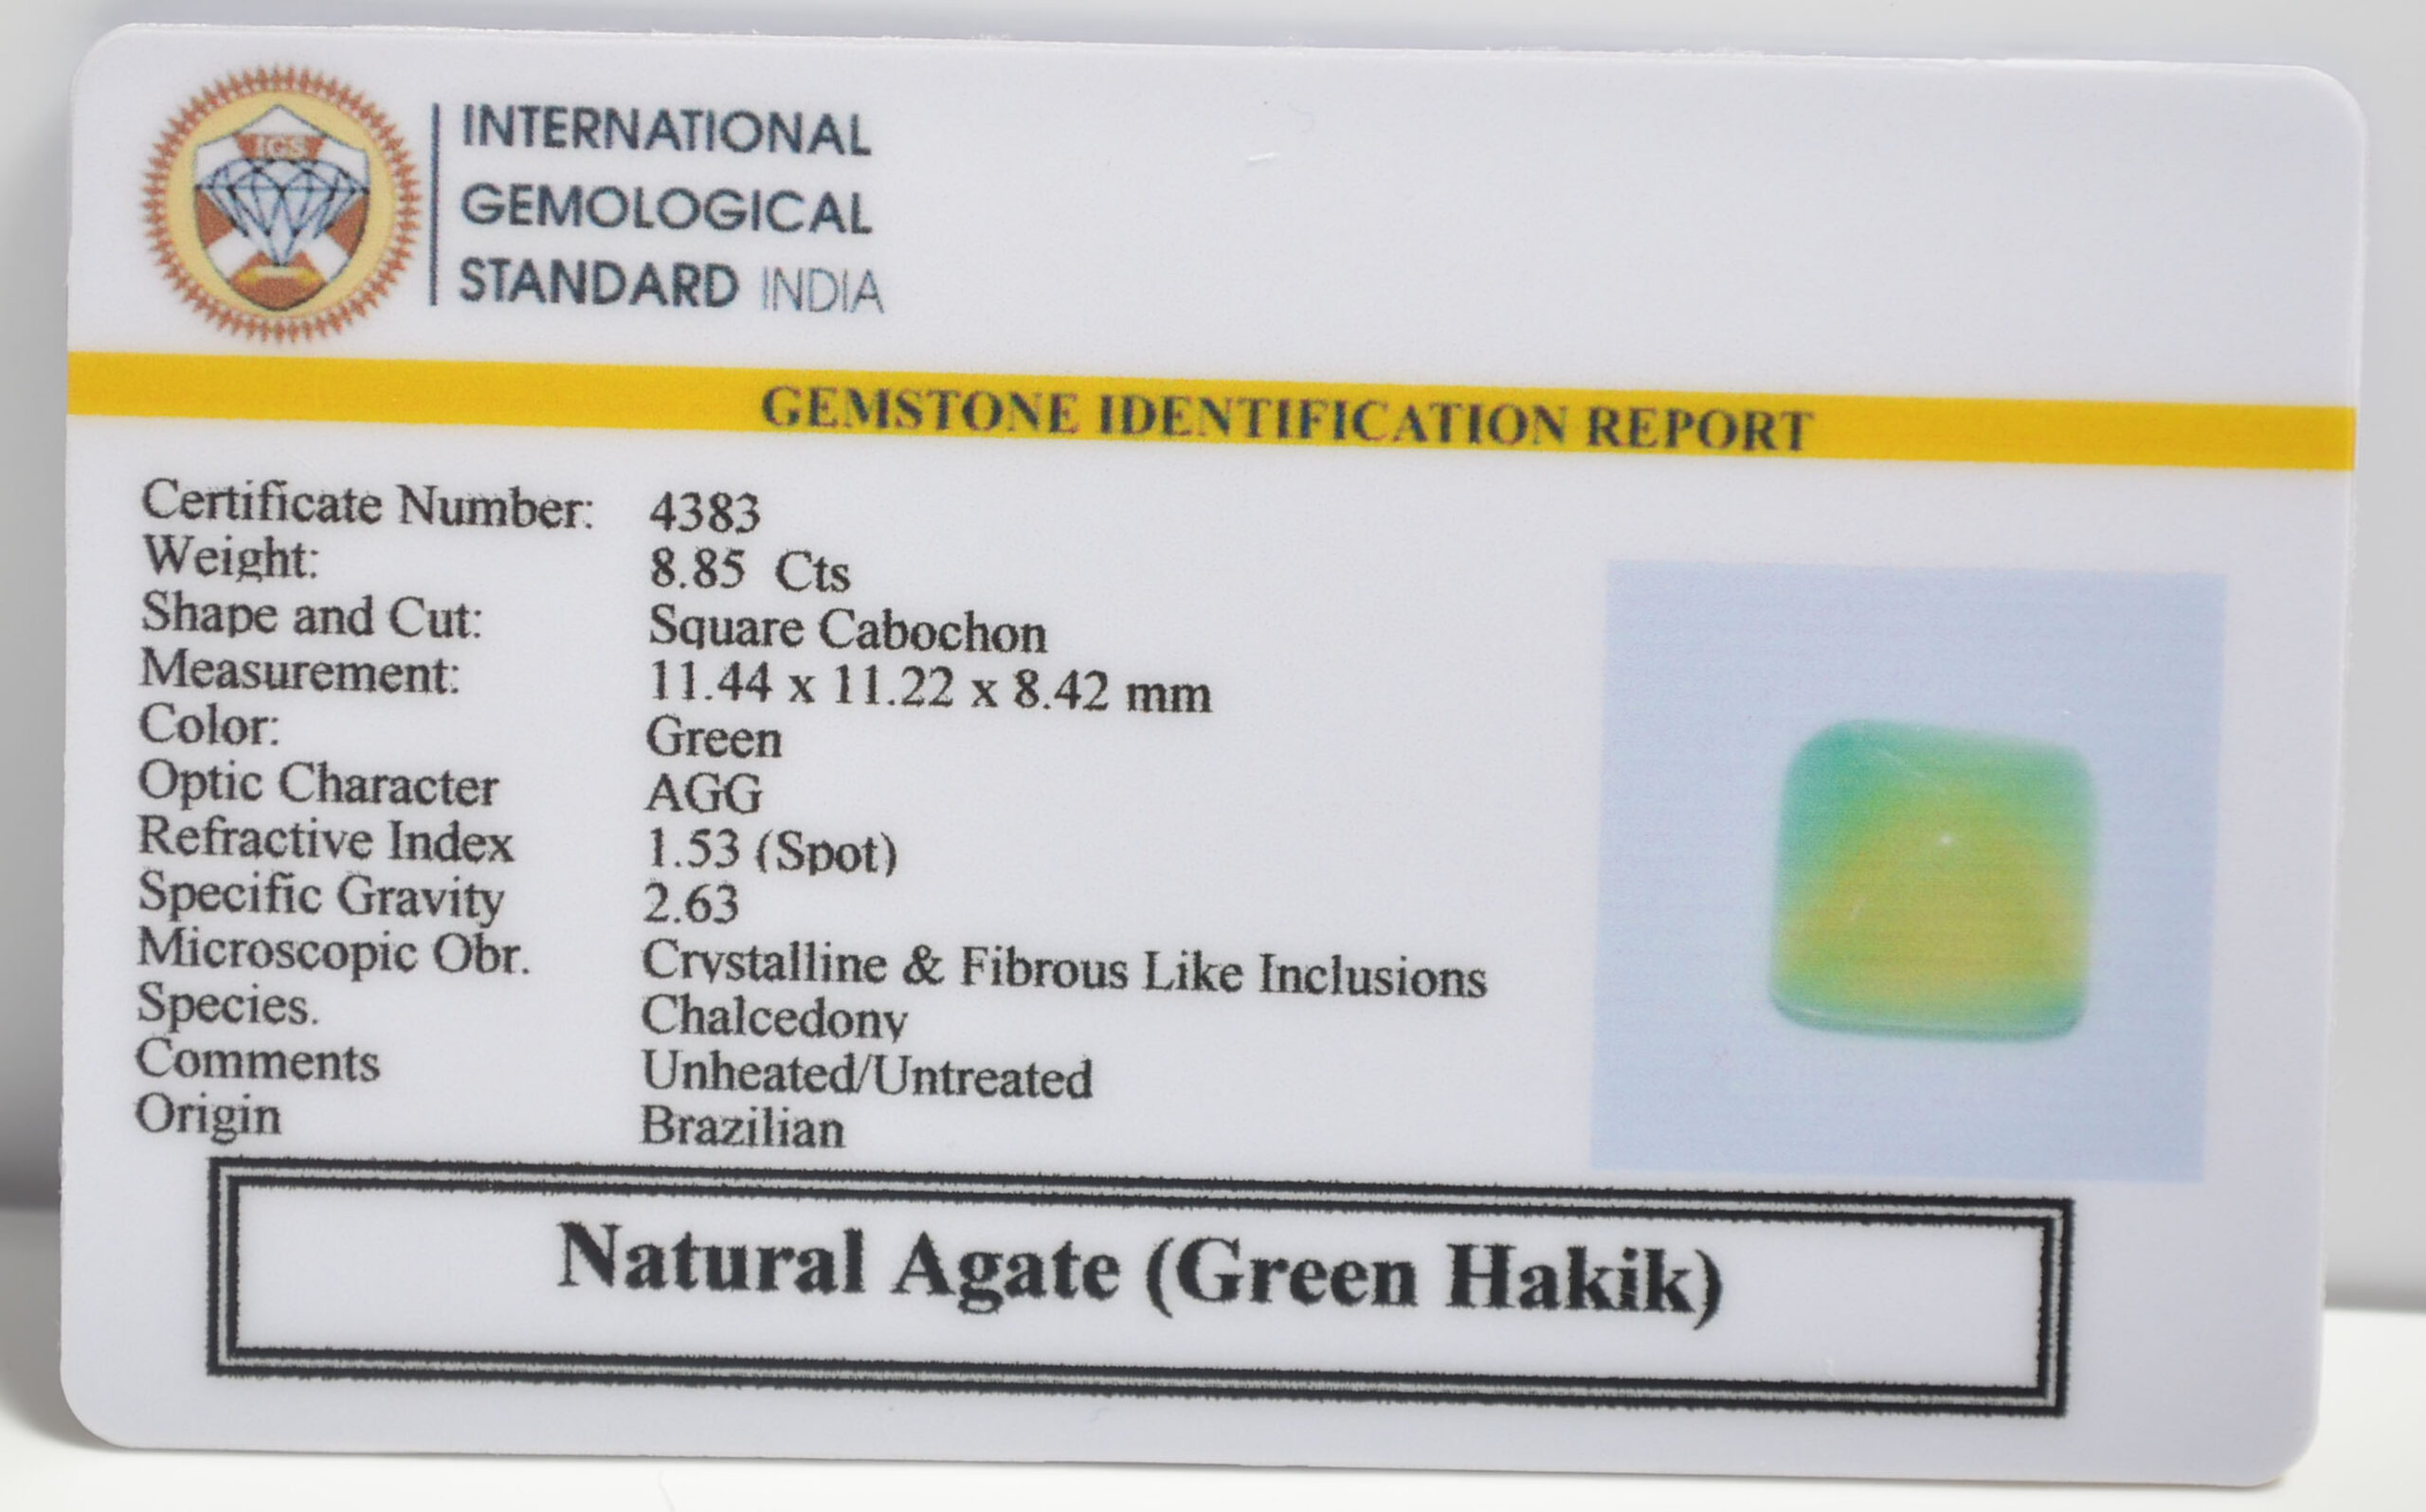 IGS
INTERNATIONAL
GEMOLOGICAL
STANDARD INDIA
GEMSTONE IDENTIFICATION REPORT
Certificate Number: 4383
Weight: 8.85 Cts
Shape and Cut: Square Cabochon
Measurement: 11.44 x 11.22 x 8.42 mm
Color: Green
Optic Character AGG
Refractive Index 1.53 (Spot)
Specific Gravity 2.63
Microscopic Obr. Crystalline & Fibrous Like Inclusions
Species. Chalcedony
Comments Unheated/Untreated
Origin Brazilian
Natural Agate (Green Hakik)